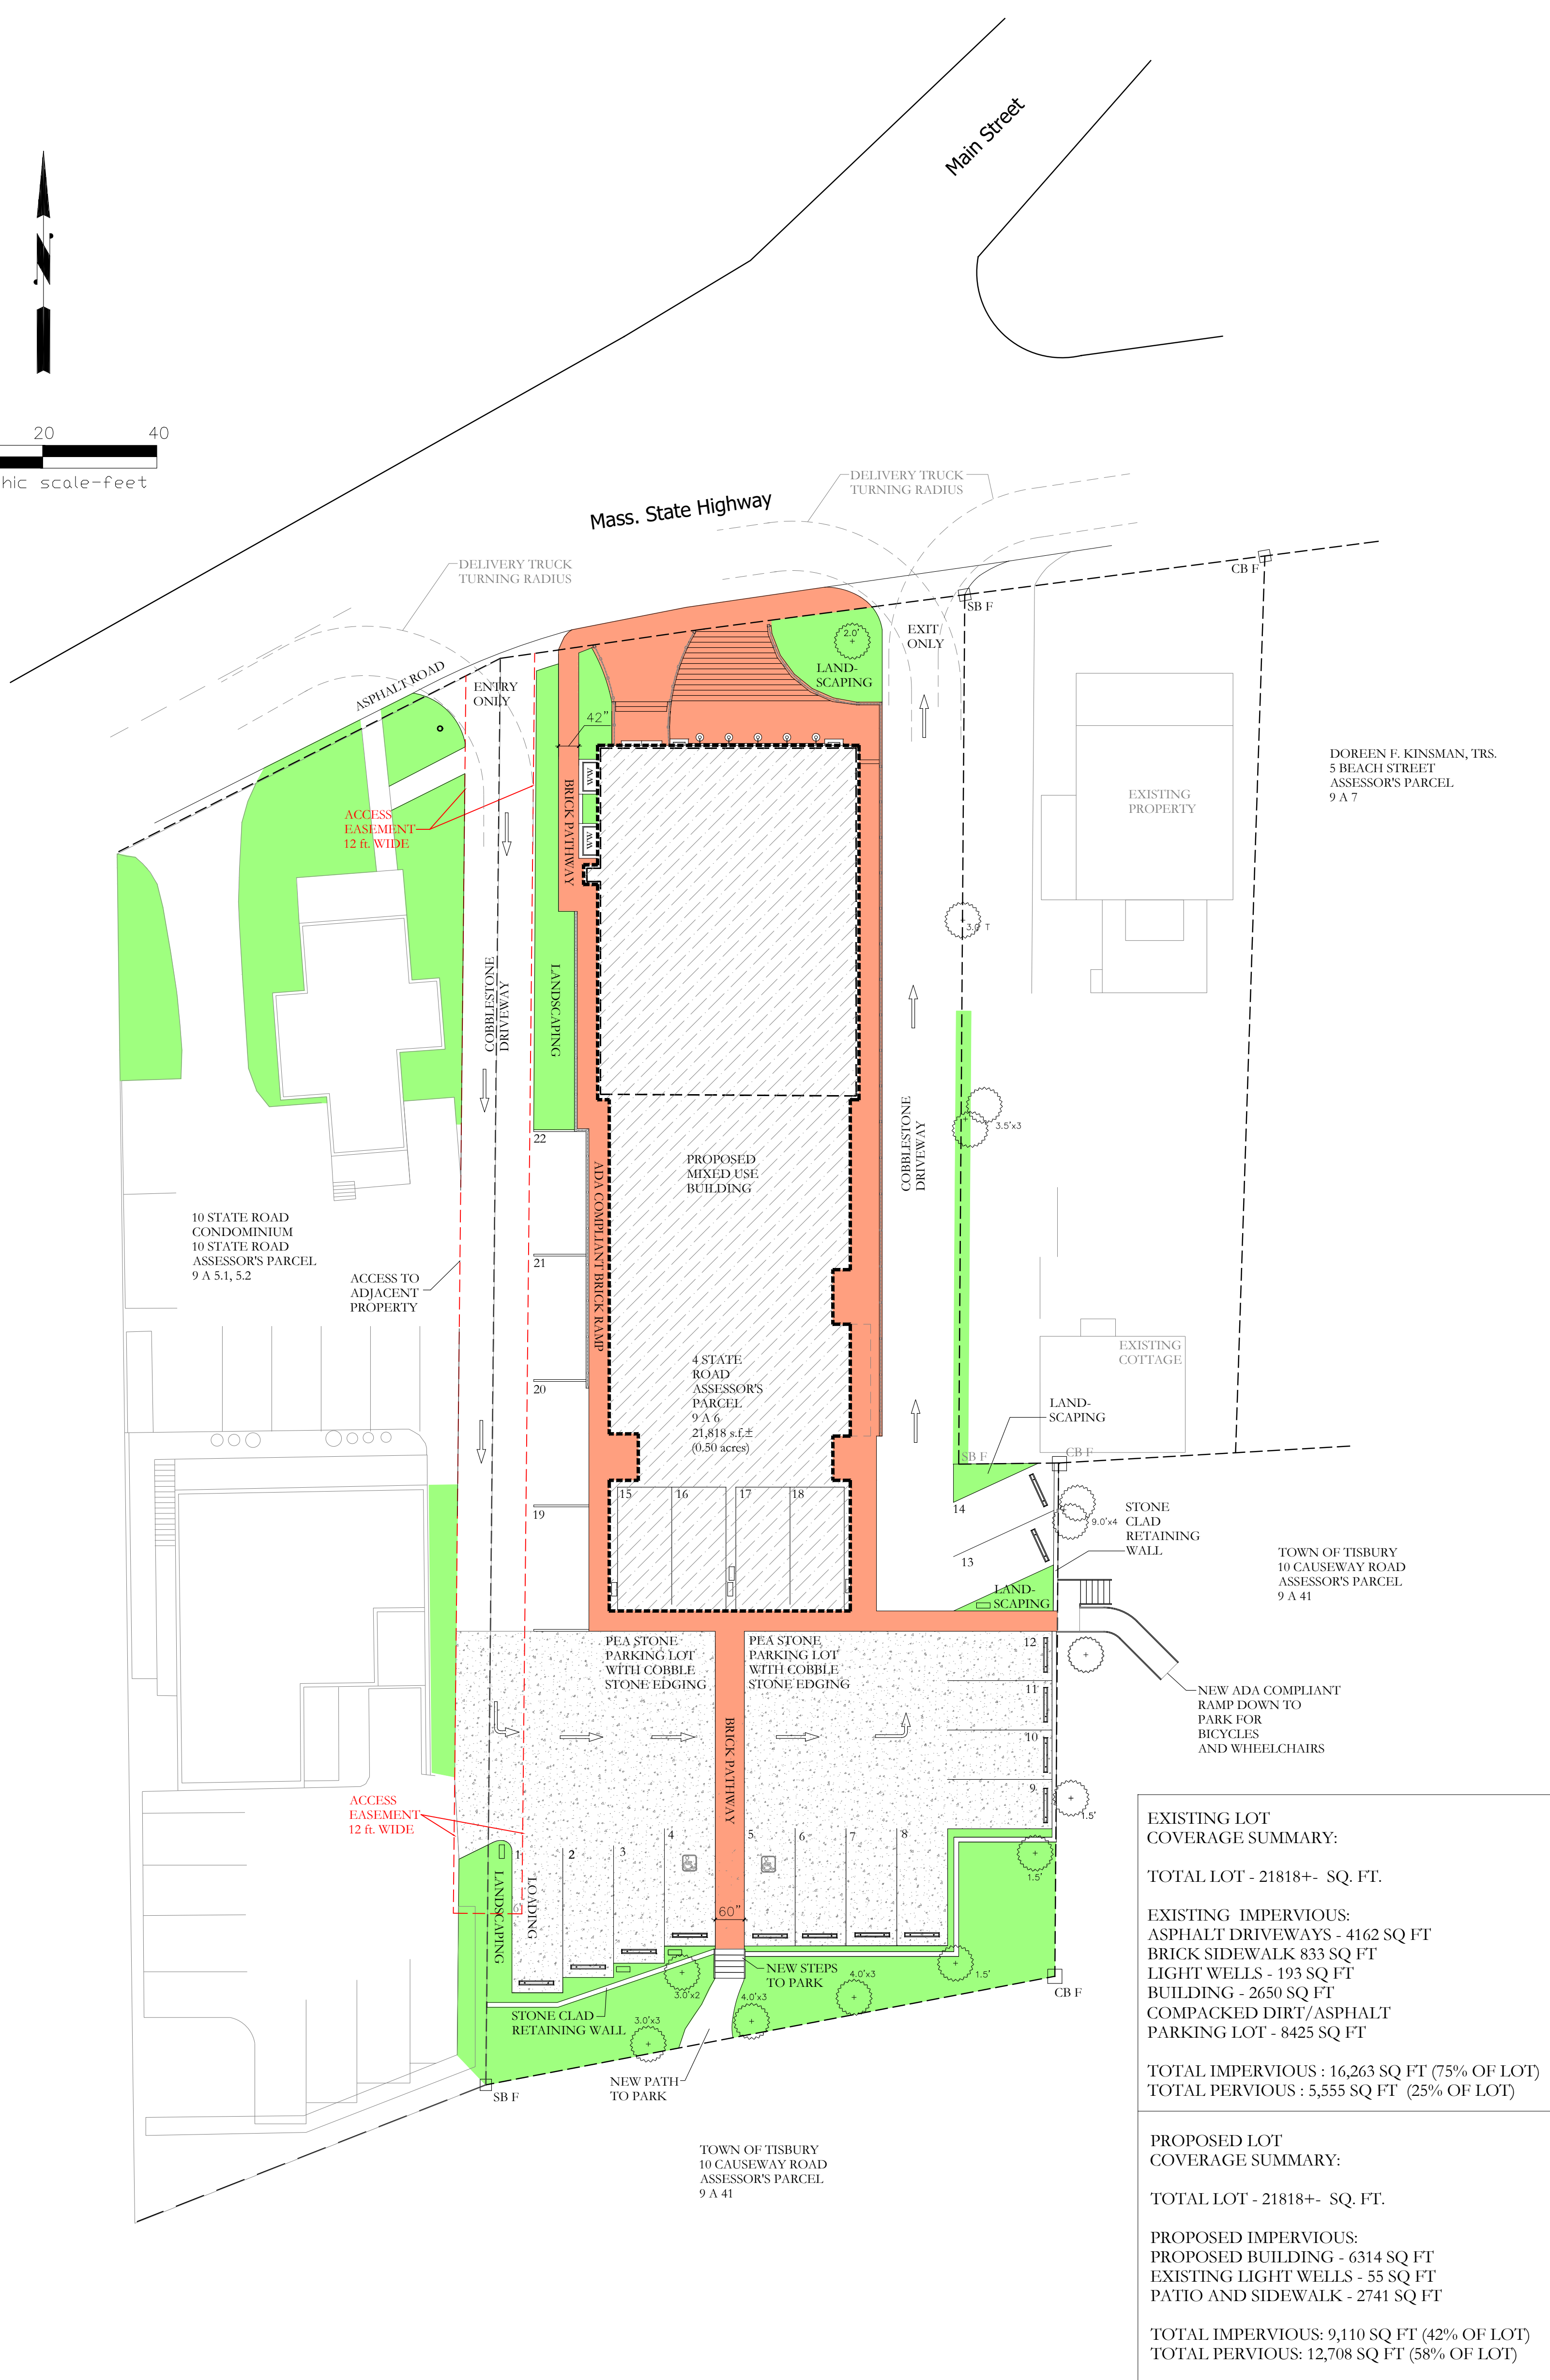 Main Street
N
20 40
hic scale-feet
DELIVERY TRUCK
TURNING RADIUS
Mass. State Highway
DELIVERY TRUCK
TURNING RADIUS
CB F
SB F
EXIT
ONLY
2.0'
LAND-
SCAPING
ASPHALT ROAD
ENTRY
ONLY
42"
WW
WW
BRICK PATHWAY
ACCESS
EASEMENT
12 ft. WIDE
EXISTING
PROPERTY
DOREEN F. KINSMAN, TRS.
5 BEACH STREET
ASSESSOR'S PARCEL
9 A 7
3.0' T
COBBLESTONE
DRIVEWAY
LANDSCAPING
3.5'x3
COBBLESTONE
DRIVEWAY
22
PROPOSED
MIXED USE
BUILDING
ADA COMPLIANT BRICK RAMP
10 STATE ROAD
CONDOMINIUM
10 STATE ROAD
ASSESSOR'S PARCEL
9 A 5.1, 5.2
21
ACCESS TO
ADJACENT
PROPERTY
EXISTING
COTTAGE
4 STATE
ROAD
ASSESSOR'S
PARCEL
9 A 6
21,818 s.f.±
(0.50 acres)
20
LAND-
SCAPING
SB F
CB F
15
16
17
18
19
14
9.0'x4
STONE
CLAD
RETAINING
WALL
13
TOWN OF TISBURY
10 CAUSEWAY ROAD
ASSESSOR'S PARCEL
9 A 41
LAND-
SCAPING
PEA STONE
PARKING LOT
WITH COBBLE
STONE EDGING
PEA STONE
PARKING LOT
WITH COBBLE
STONE EDGING
12
11
10
9
NEW ADA COMPLIANT
RAMP DOWN TO
PARK FOR
BICYCLES
AND WHEELCHAIRS
BRICK PATHWAY
ACCESS
EASEMENT
12 ft. WIDE
1.5'
1
2
3
4
5
6
7
8
1.5'
LANDSCAPING
LOADING
60"
NEW STEPS
TO PARK
3.0'x2
4.0'x3
1.5'
CB F
STONE CLAD
RETAINING WALL
3.0'x3
4.0'x3
NEW PATH
TO PARK
SB F
TOWN OF TISBURY
10 CAUSEWAY ROAD
ASSESSOR'S PARCEL
9 A 41
EXISTING LOT
COVERAGE SUMMARY:
TOTAL LOT - 21818+- SQ. FT.
EXISTING IMPERVIOUS:
ASPHALT DRIVEWAYS - 4162 SQ FT
BRICK SIDEWALK 833 SQ FT
LIGHT WELLS - 193 SQ FT
BUILDING - 2650 SQ FT
COMPACKED DIRT/ASPHALT
PARKING LOT - 8425 SQ FT
TOTAL IMPERVIOUS : 16,263 SQ FT (75% OF LOT)
TOTAL PERVIOUS : 5,555 SQ FT (25% OF LOT)
PROPOSED LOT
COVERAGE SUMMARY:
TOTAL LOT - 21818+- SQ. FT.
PROPOSED IMPERVIOUS:
PROPOSED BUILDING - 6314 SQ FT
EXISTING LIGHT WELLS - 55 SQ FT
PATIO AND SIDEWALK - 2741 SQ FT
TOTAL IMPERVIOUS: 9,110 SQ FT (42% OF LOT)
TOTAL PERVIOUS: 12,708 SQ FT (58% OF LOT)